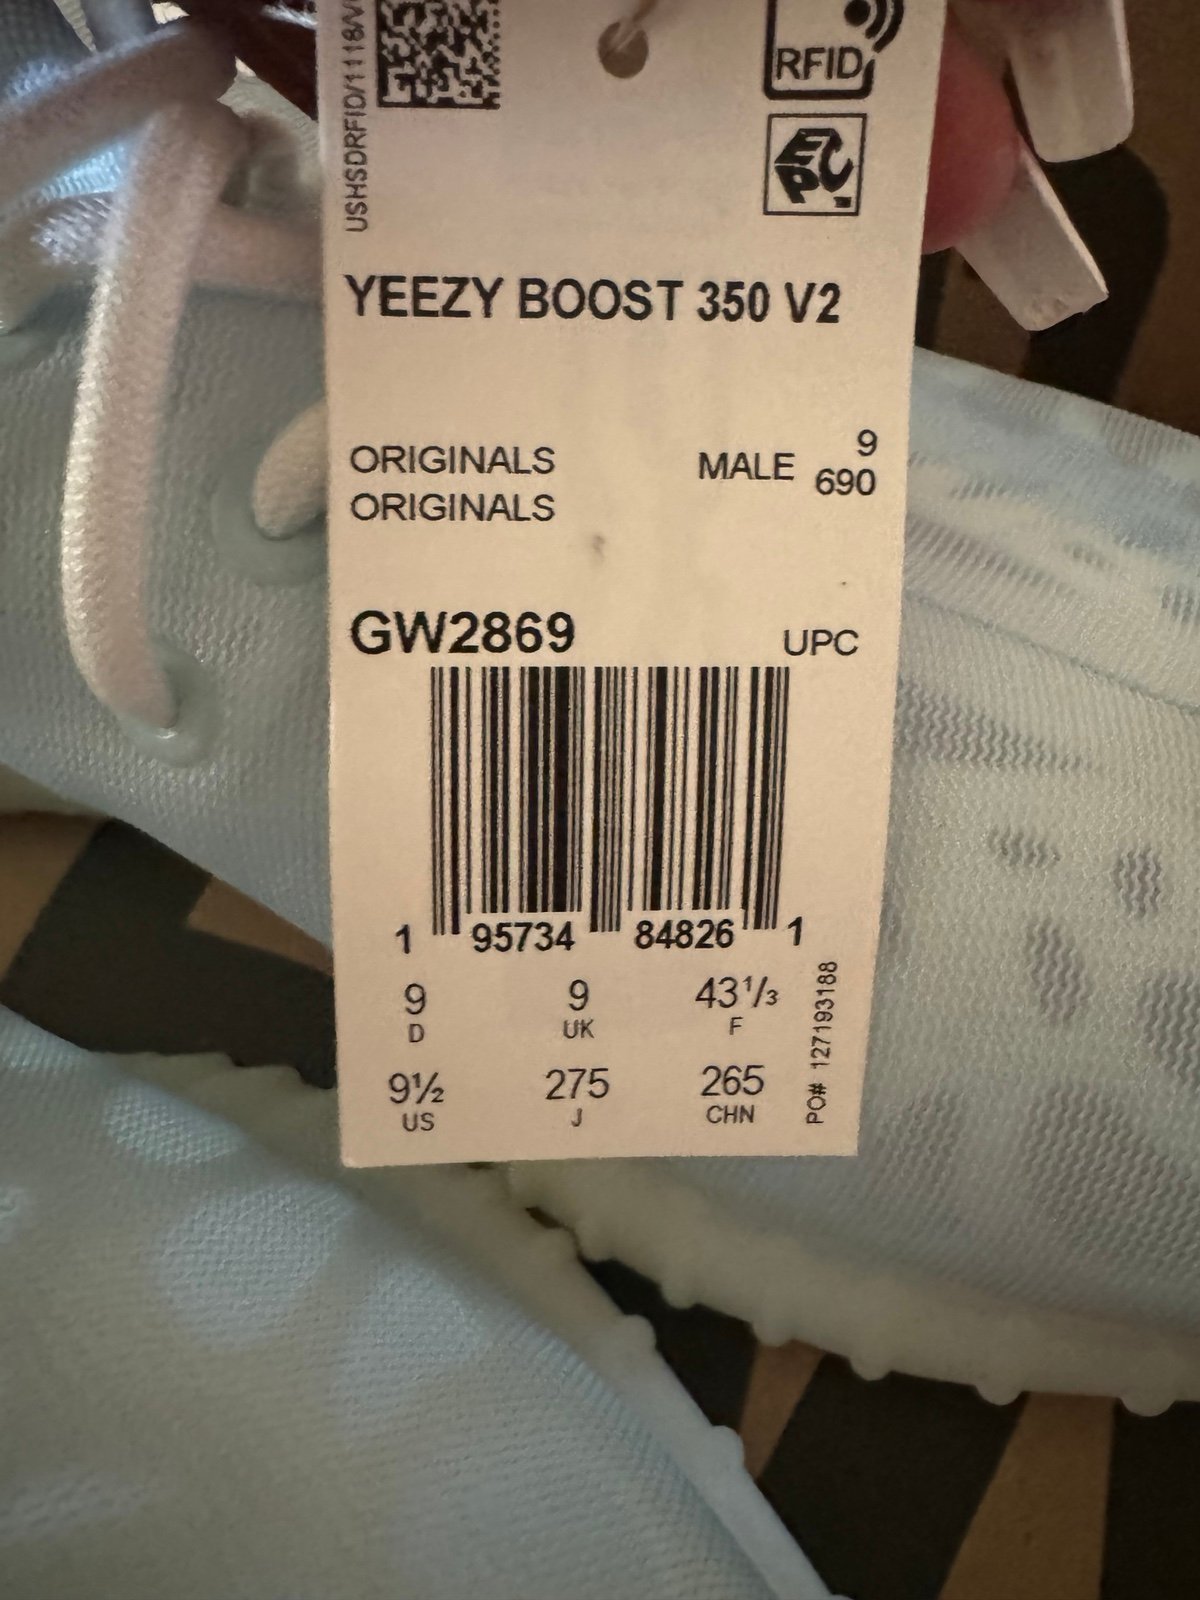 RFID
USHSDRFID/1118/
EPC
YEEZY BOOST 350 V2
ORIGINALS MALE 9
ORIGINALS 690
GW2869 UPC
1 95734 84826 1
9 9 43⅓
D UK F
9½ 275 265
US J CHN
PO# 127193188